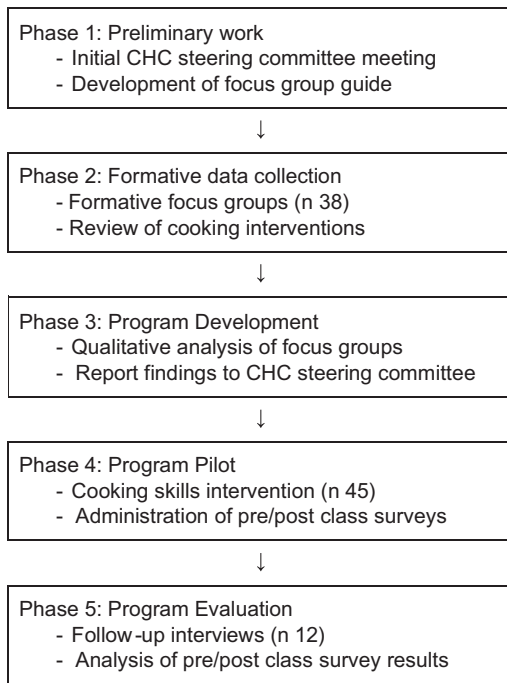 Phase 1: Preliminary work
- Initial CHC steering committee meeting
- Development of focus group guide
↓
Phase 2: Formative data collection
- Formative focus groups (n 38)
- Review of cooking interventions
↓
Phase 3: Program Development
- Qualitative analysis of focus groups
- Report findings to CHC steering committee
↓
Phase 4: Program Pilot
- Cooking skills intervention (n 45)
- Administration of pre/post class surveys
↓
Phase 5: Program Evaluation
- Follow-up interviews (n 12)
- Analysis of pre/post class survey results